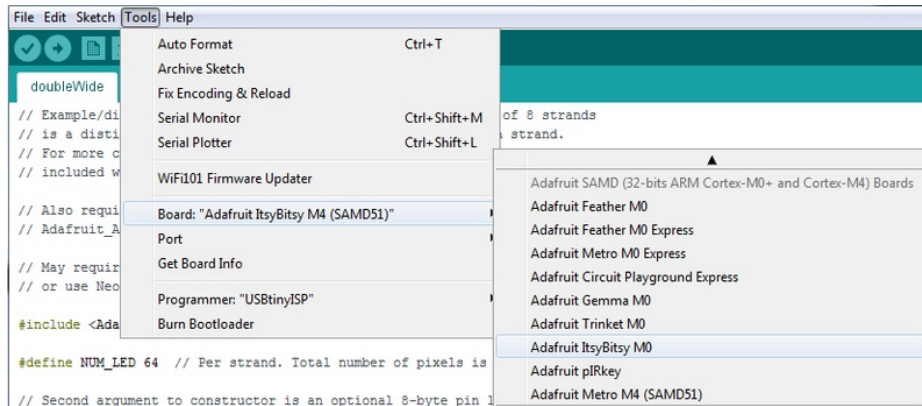 File Edit Sketch Tools Help
Auto Format Ctrl+T
Archive Sketch
Fix Encoding & Reload
Serial Monitor Ctrl+Shift+M
Serial Plotter Ctrl+Shift+L
WiFi101 Firmware Updater
Board: "Adafruit ItsyBitsy M4 (SAMD51)"
Port
Get Board Info
Programmer: "USBtinyISP"
Burn Bootloader
doubleWide
// Example/di of 8 strands
// is a disti strand.
// For more c
// included w
// Also requi
// Adafruit_A
// May requir
// or use Neo
#include <Ada
#define NUM_LED 64 // Per strand. Total number of pixels is
// Second argument to constructor is an optional 8-byte pin l
Adafruit SAMD (32-bits ARM Cortex-M0+ and Cortex-M4) Boards
Adafruit Feather M0
Adafruit Feather M0 Express
Adafruit Metro M0 Express
Adafruit Circuit Playground Express
Adafruit Gemma M0
Adafruit Trinket M0
Adafruit ItsyBitsy M0
Adafruit pIRkey
Adafruit Metro M4 (SAMD51)